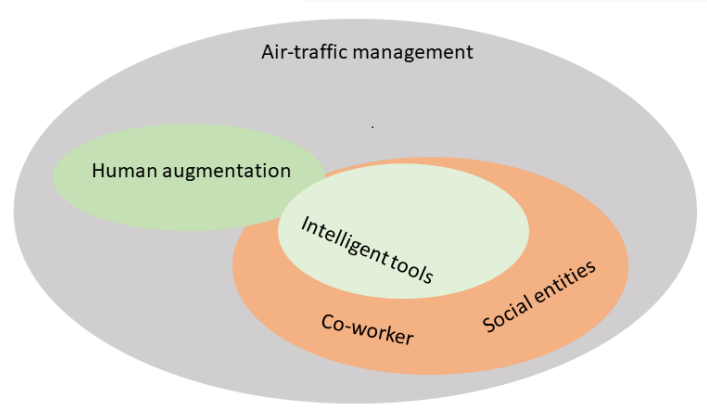 Air-traffic management
Human augmentation
Intelligent tools
Social entities
Co-worker